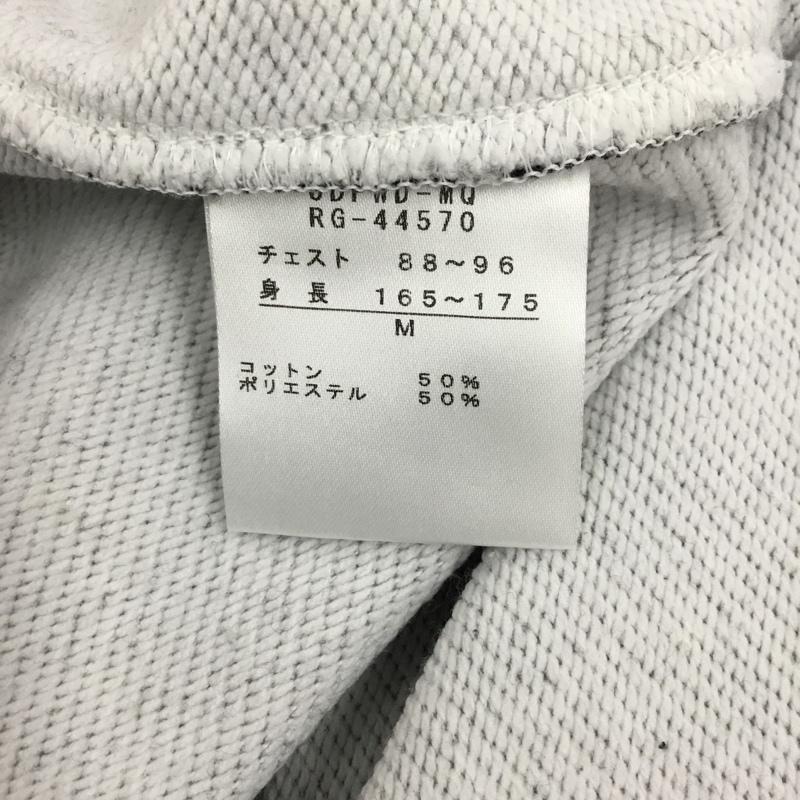 RG-44570
チェスト 88～96
身 長 165～175
M
コットン 50%
ポリエステル 50%